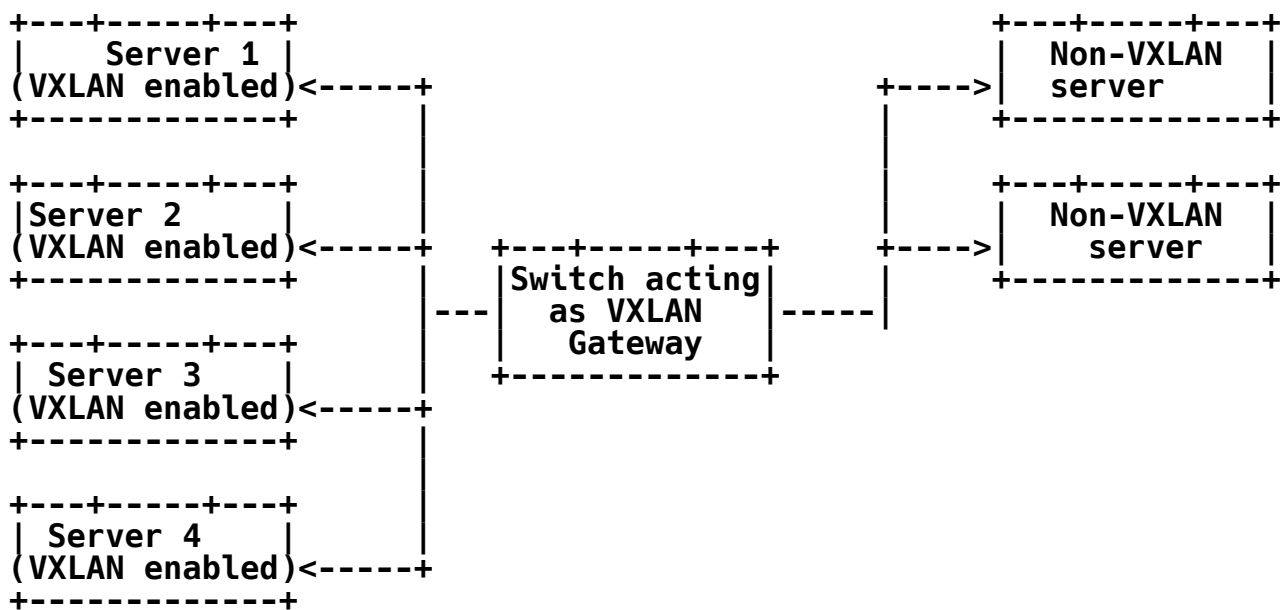 Server 1
(VXLAN enabled)
Non-VXLAN
server
Server 2
(VXLAN enabled)
Non-VXLAN
server
Switch acting
as VXLAN
Gateway
Server 3
(VXLAN enabled)
Server 4
(VXLAN enabled)